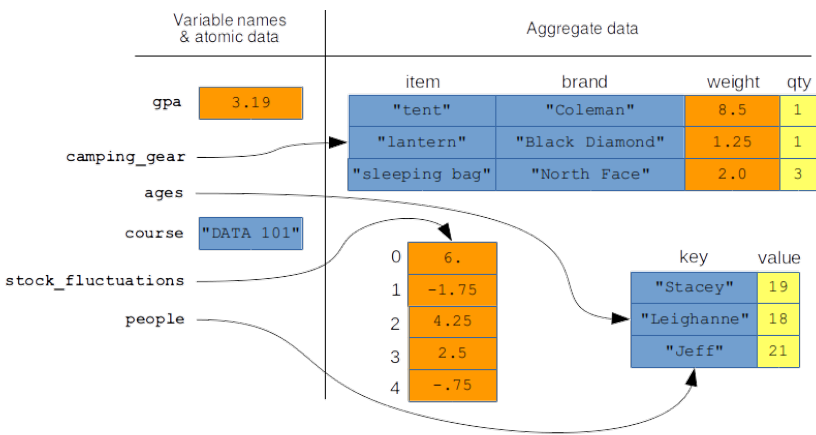 Variable names
& atomic data
Aggregate data
item brand weight qty
gpa 3.19
"tent" "Coleman" 8.5 1
"lantern" "Black Diamond" 1.25 1
camping_gear
"sleeping bag" "North Face" 2.0 3
ages
course "DATA 101"
0 6.
key value
stock_fluctuations
1 -1.75
"Stacey" 19
people
2 4.25
"Leighanne" 18
3 2.5
"Jeff" 21
4 -.75